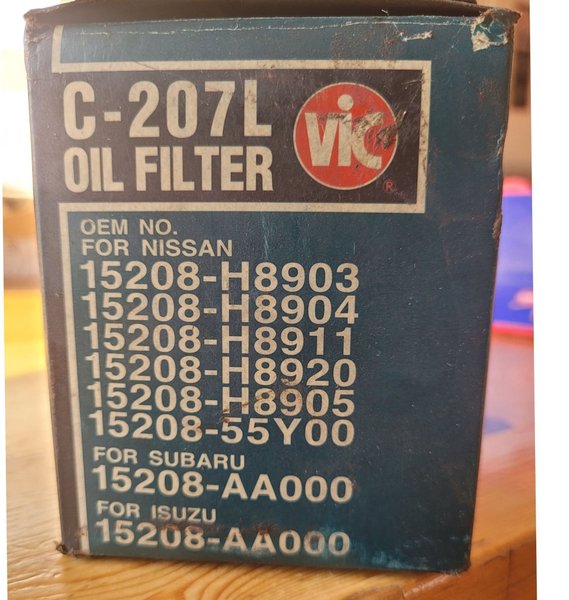 C-207L
OIL FILTER
VIC
®
OEM NO.
FOR NISSAN
15208-H8903
15208-H8904
15208-H8911
15208-H8920
15208-H8905
15208-55Y00
FOR SUBARU
15208-AA000
FOR ISUZU
15208-AA000